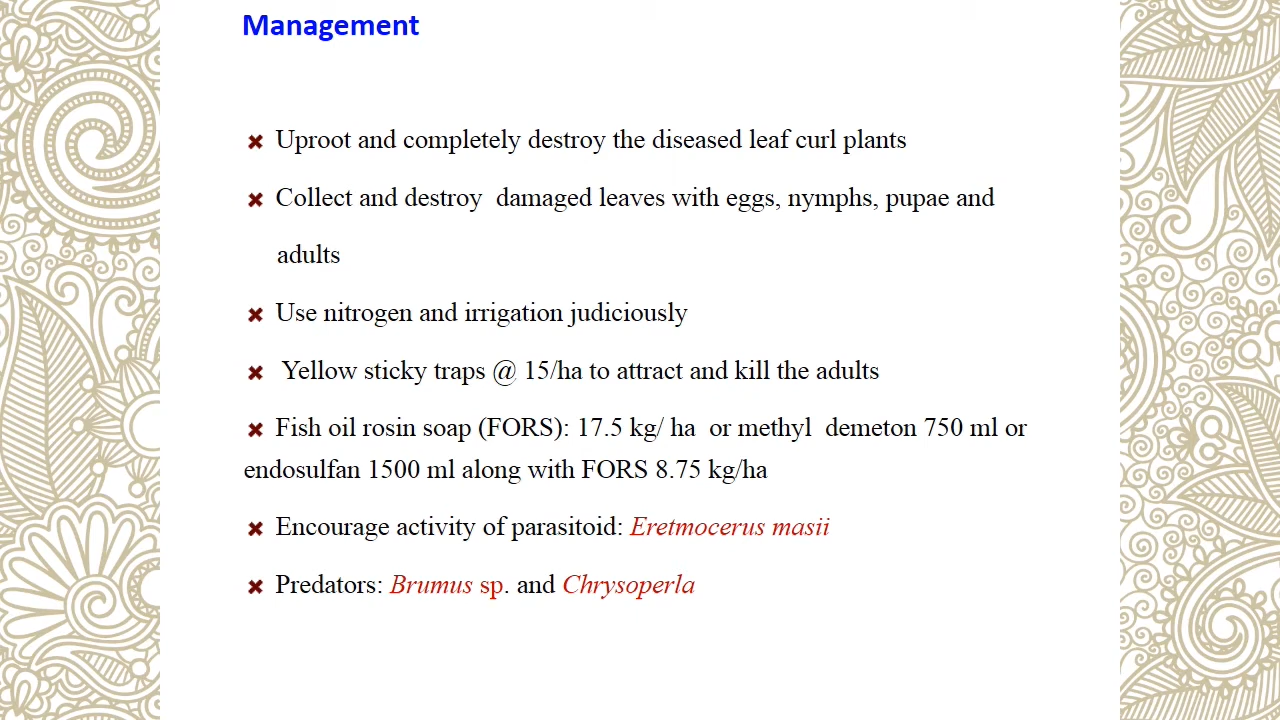 Management
Uproot and completely destroy the diseased leaf curl plants
Collect and destroy  damaged leaves with eggs, nymphs, pupae and
adults
Use nitrogen and irrigation judiciously
Yellow sticky traps @ 15/ha to attract and kill the adults
Fish oil rosin soap (FORS): 17.5 kg/ ha  or methyl  demeton 750 ml or
endosulfan 1500 ml along with FORS 8.75 kg/ha
Encourage activity of parasitoid: Eretmocerus masii
Predators: Brumus sp. and Chrysoperla